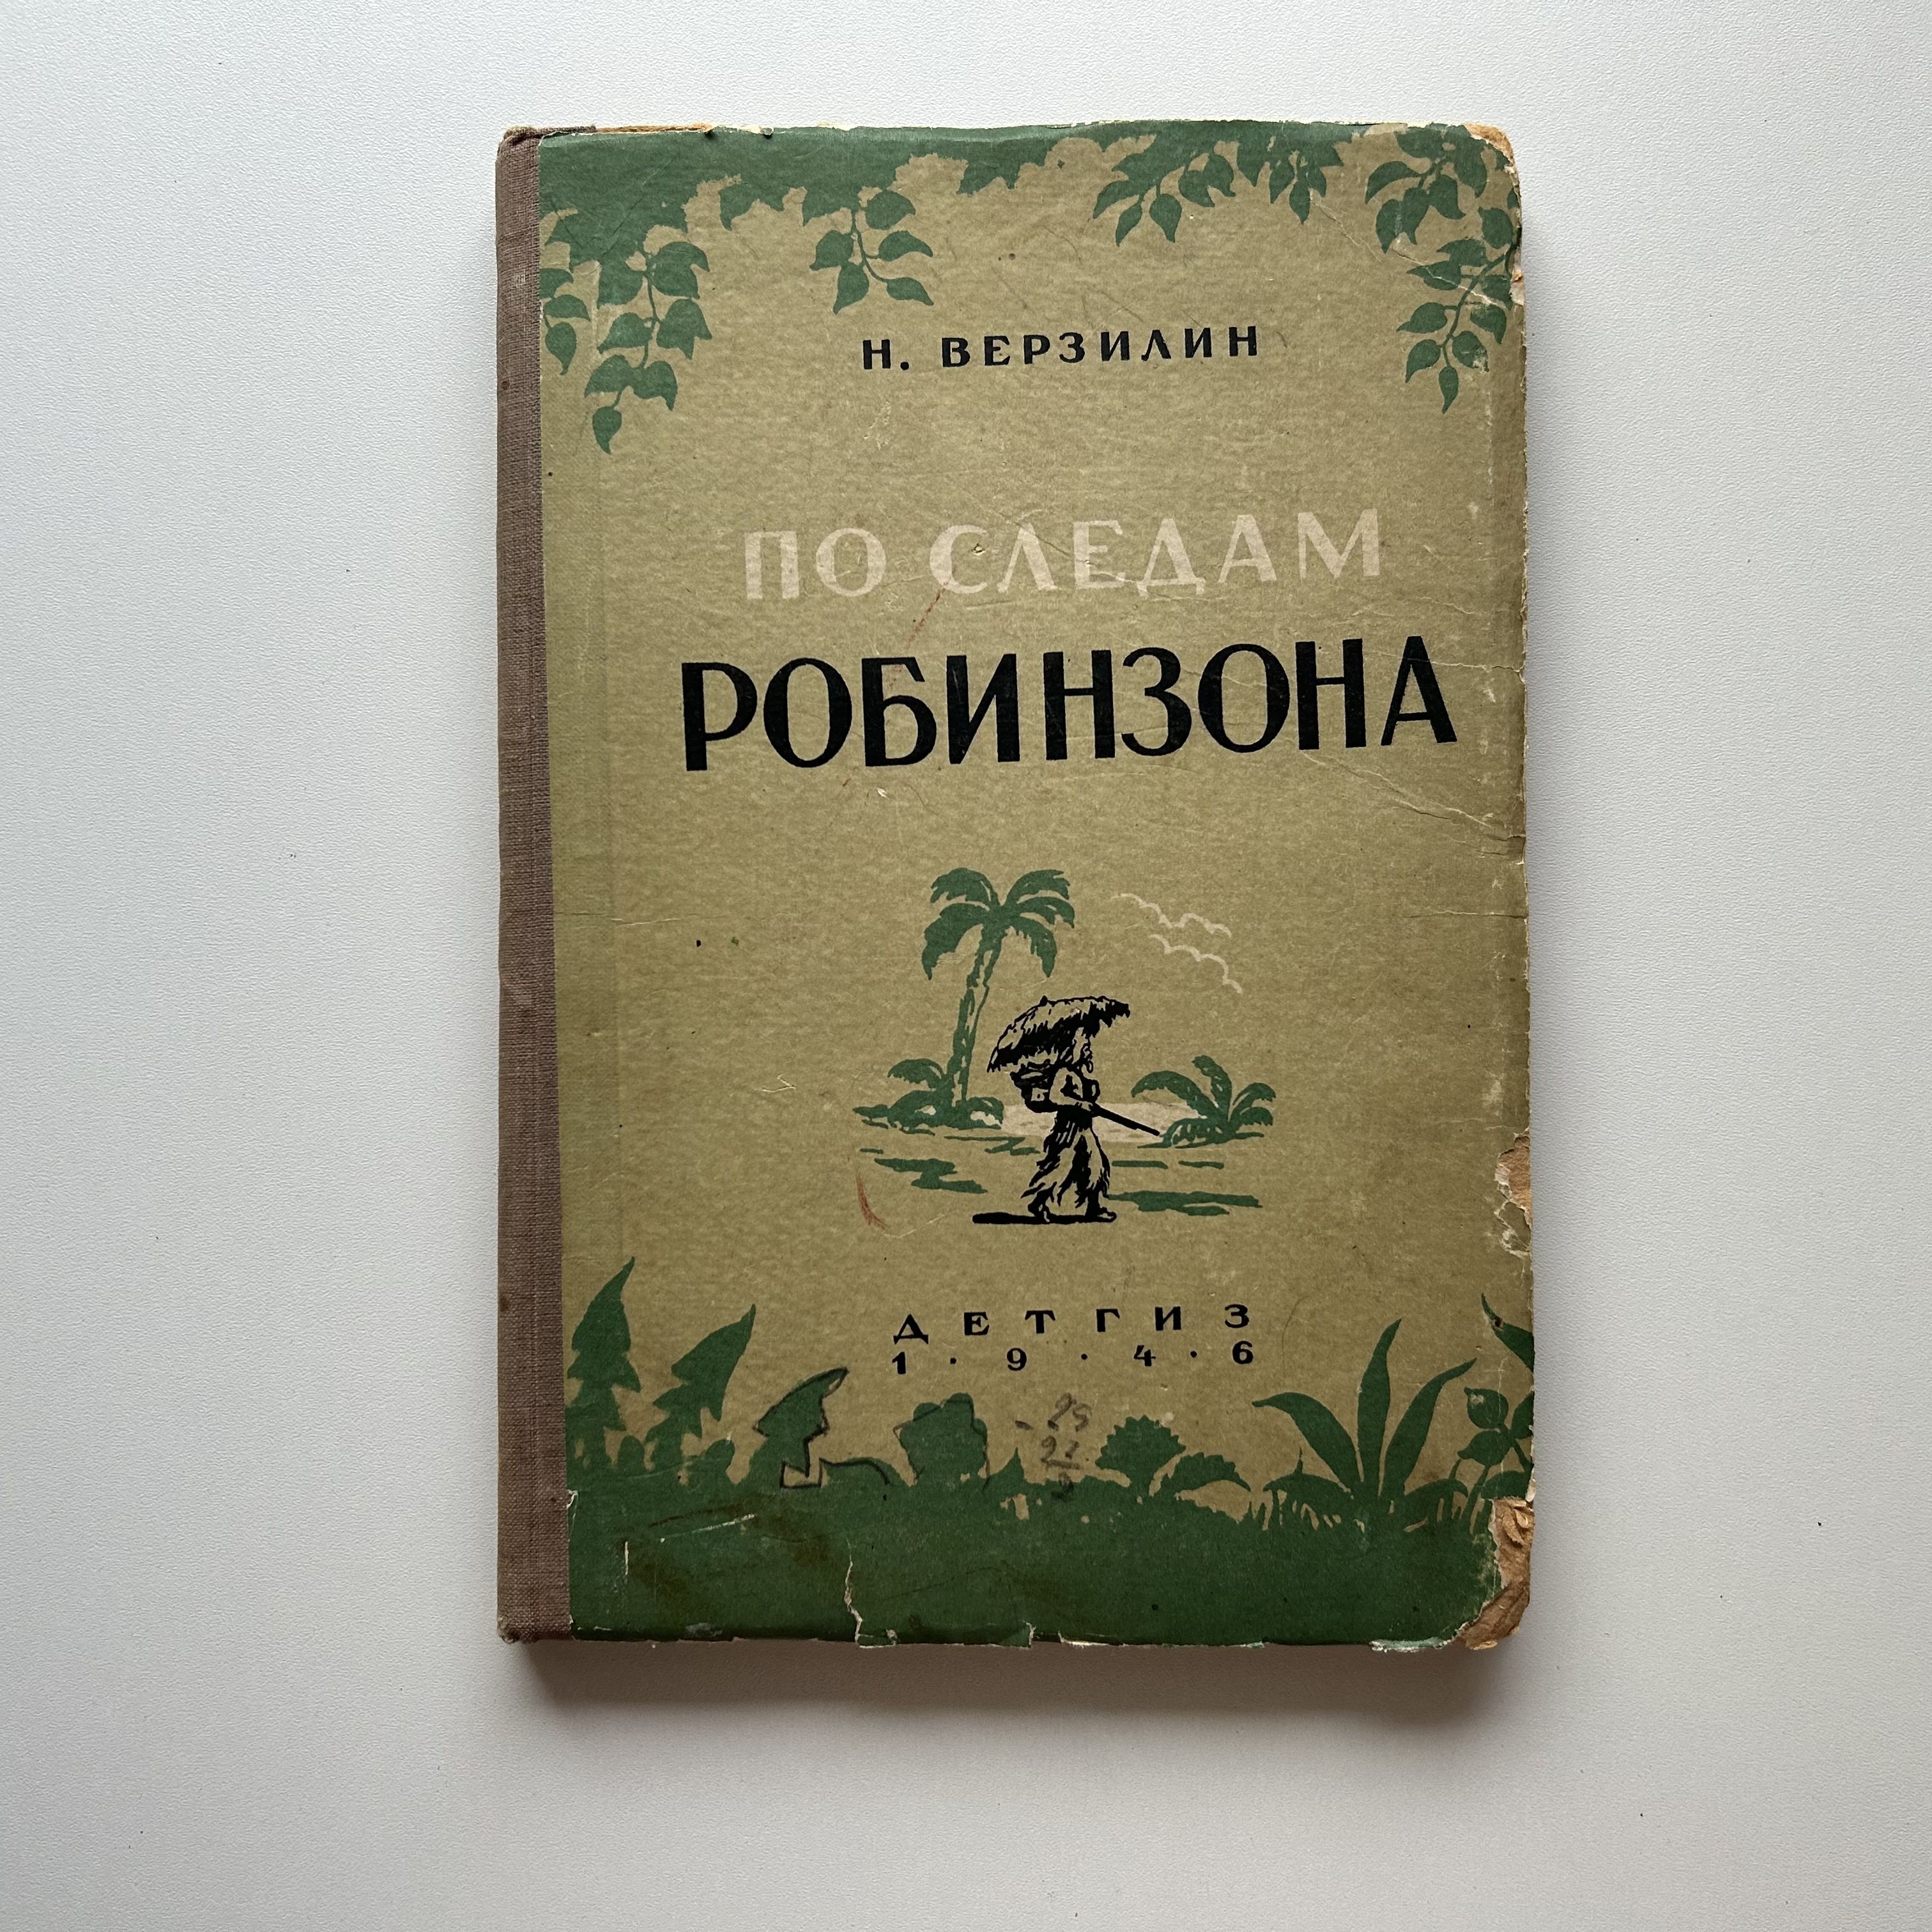 Н. ВЕРЗИЛИН
ПО СЛЕДАМ
РОБИНЗОНА
ДЕТГИЗ
1·9·4·6